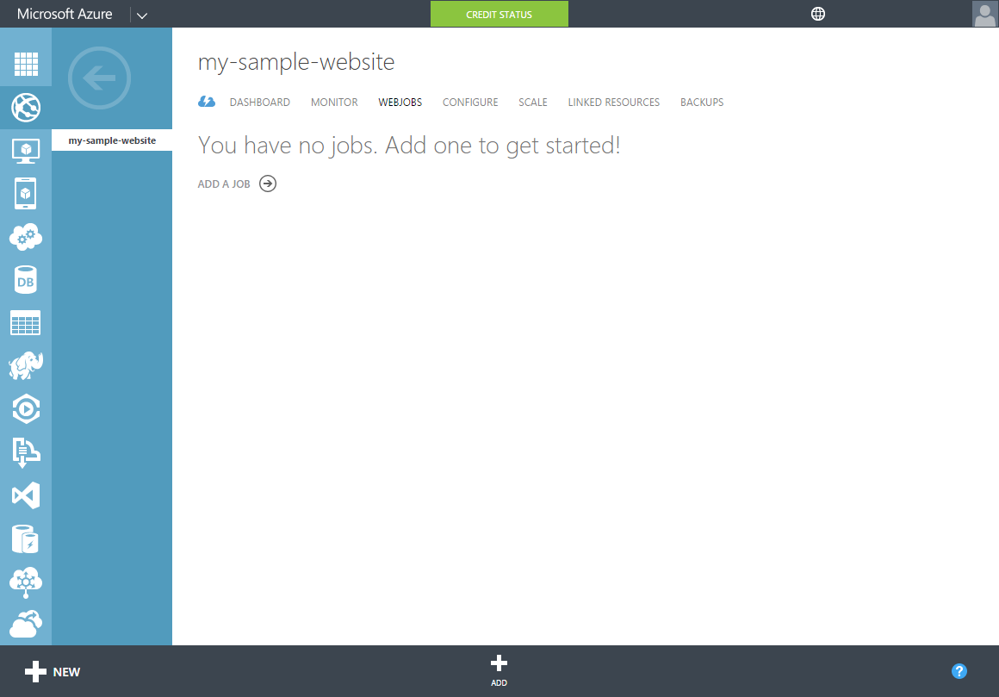 Microsoft Azure
CREDIT STATUS
my-sample-website
my-sample-website
DASHBOARD MONITOR WEBJOBS CONFIGURE SCALE LINKED RESOURCES BACKUPS
You have no jobs. Add one to get started!
ADD A JOB
DB
NEW
ADD
?